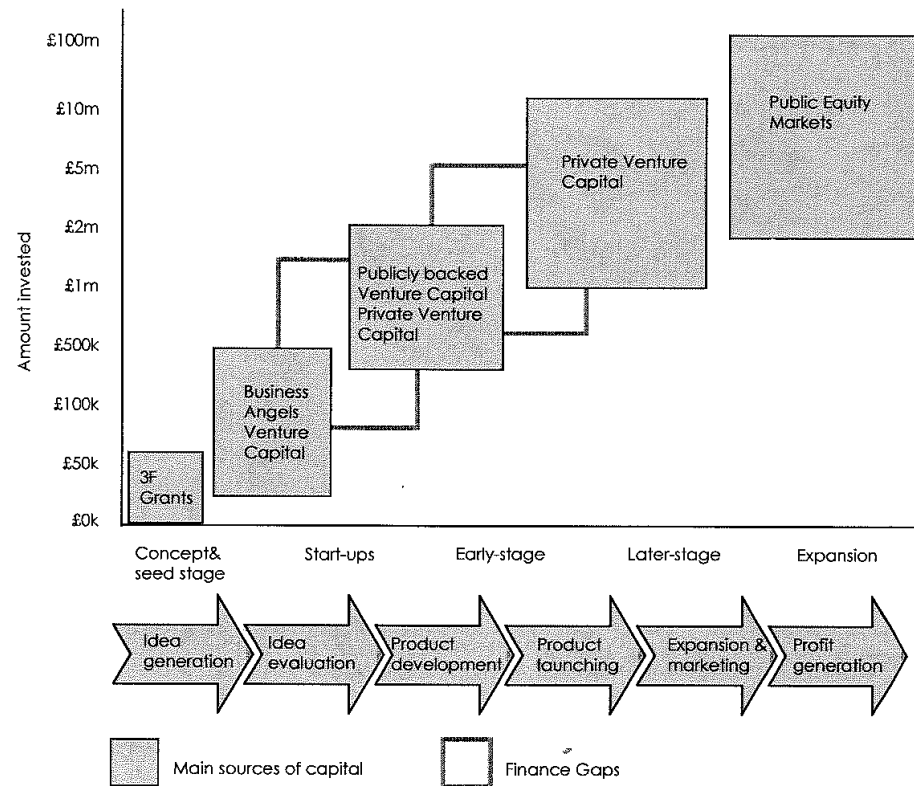 £100m
£10m
£5m
£2m
£1m
£500k
£100k
£50k
£0k
Amount invested
3F
Grants
Business
Angels
Venture
Capital
Publicly backed
Venture Capital
Private Venture
Capital
Private Venture
Capital
Public Equity
Markets
Concept&
seed stage
Start-ups
Early-stage
Later-stage
Expansion
Idea
generation
Idea
evaluation
Product
development
Product
launching
Expansion &
marketing
Profit
generation
Main sources of capital
Finance Gaps